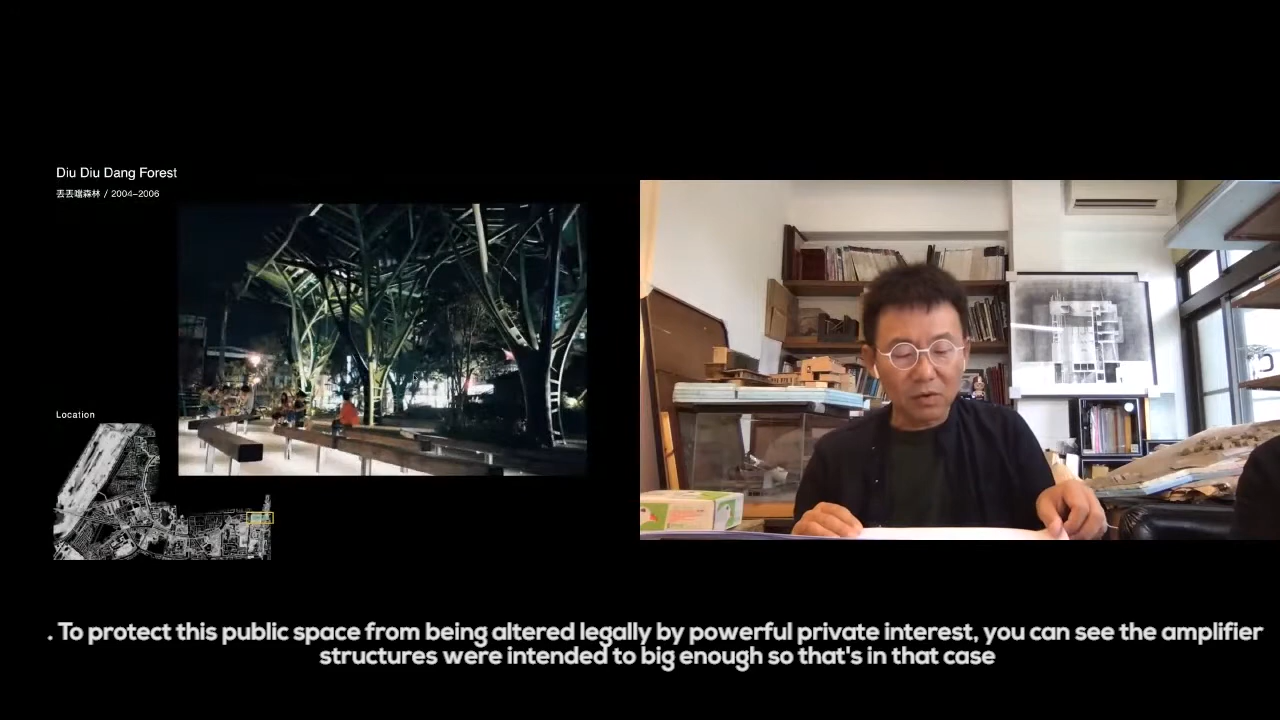 Diu Diu Dang Forest
丟丟噹森林 / 2004–2006
Location
. To protect this public space from being altered legally by powerful private interest, you can see the amplifier
structures were intended to big enough so that's in that case